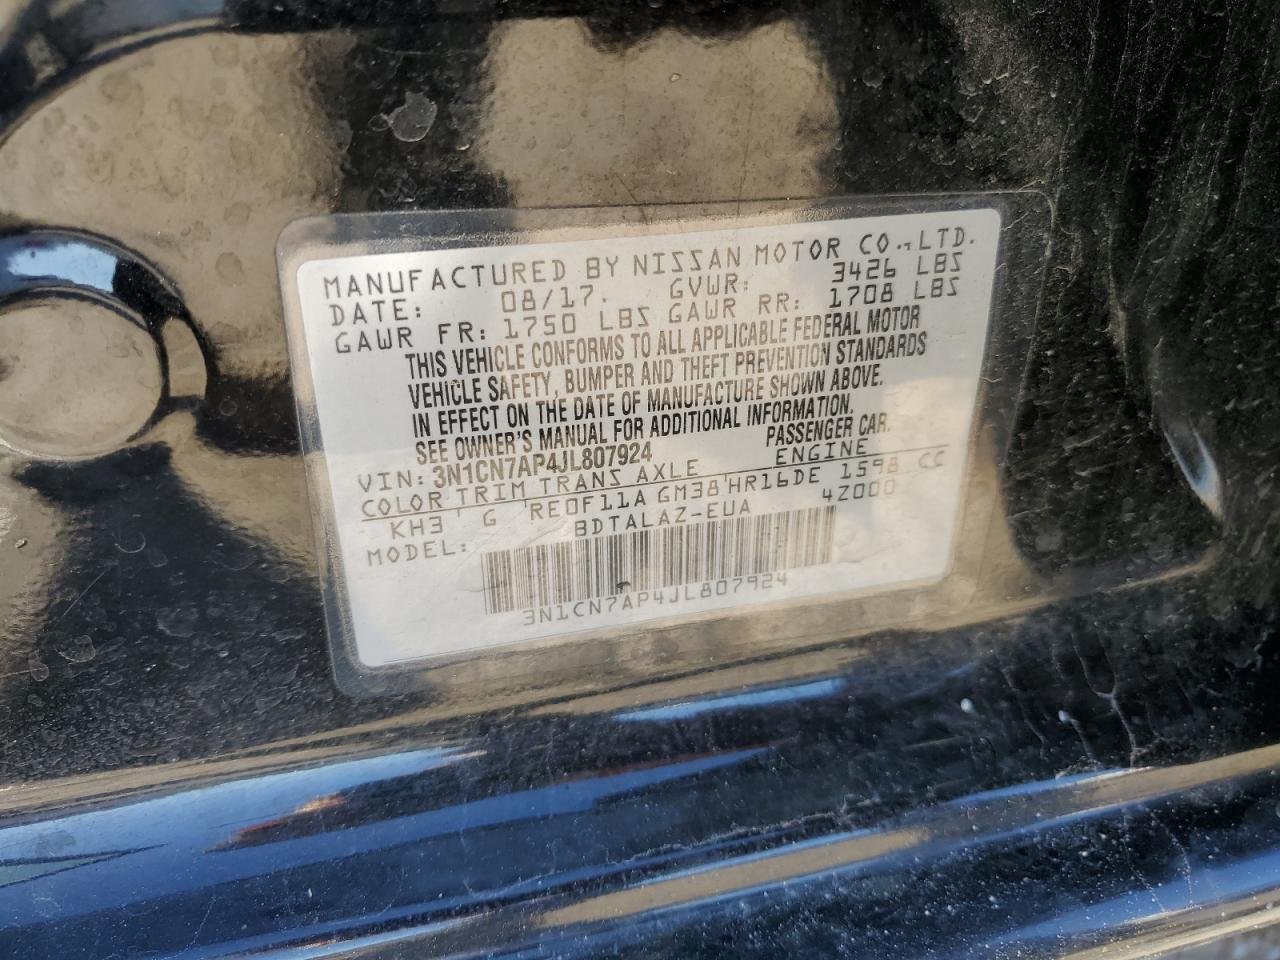 MANUFACTURED BY NISSAN MOTOR CO.,LTD.
DATE: 08/17. GVWR: 3426 LBS
GAWR FR: 1750 LBS GAWR RR: 1708 LBS
THIS VEHICLE CONFORMS TO ALL APPLICABLE FEDERAL MOTOR
VEHICLE SAFETY, BUMPER AND THEFT PREVENTION STANDARDS
IN EFFECT ON THE DATE OF MANUFACTURE SHOWN ABOVE.
SEE OWNER'S MANUAL FOR ADDITIONAL INFORMATION.
VIN: 3N1CN7AP4JL807924 PASSENGER CAR
COLOR TRIM TRANS AXLE ENGINE
KH3 G RE0F11A GM38 HR16DE 1598 CC
MODEL: BDTALAZ-EUA 4Z000
3N1CN7AP4JL807924